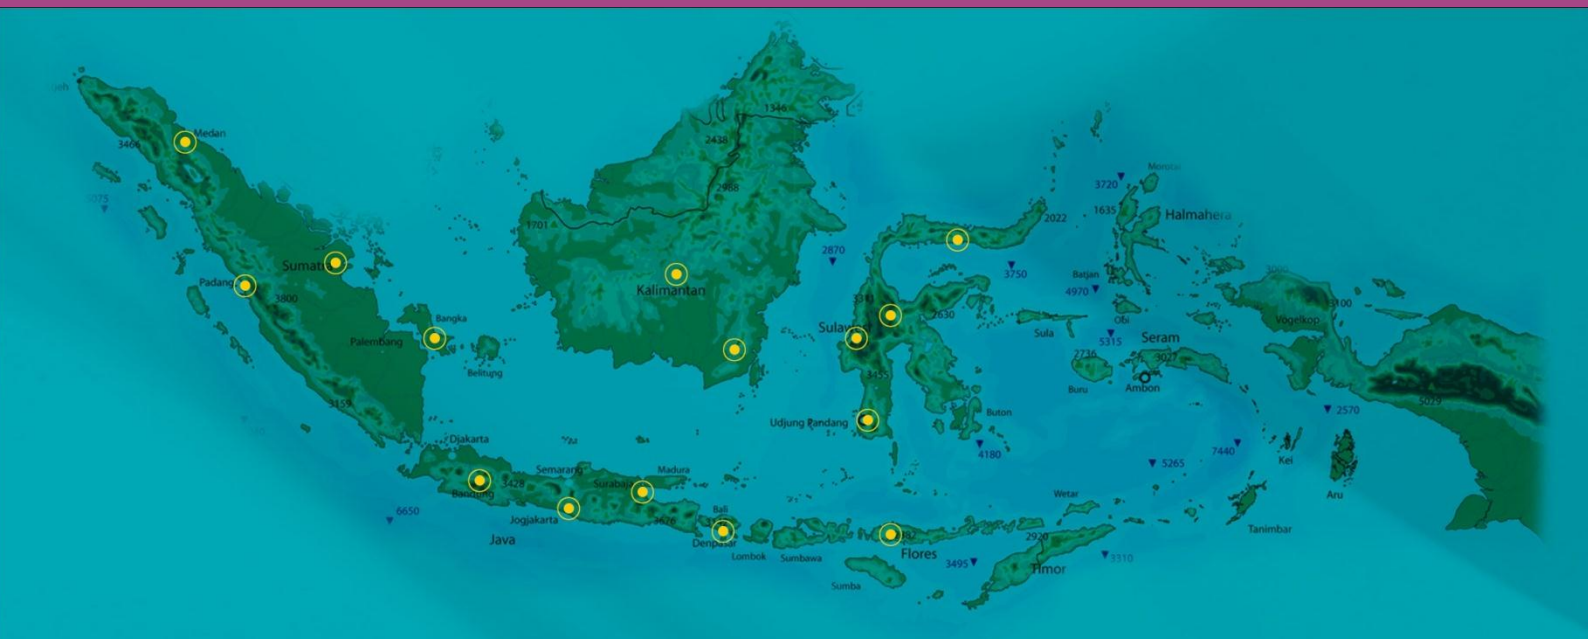 1346
Medan
2438
3466
Morotai
3720
2988
1635
Halmahera
2022
1701
2870
Sumatra
3750
Batjan
Padang
Kalimantan
4970
3800
3100
2630
Obi
Vogelkop
Bangka
Sulaw
Sula
5315
Seram
Palembang
2736
3027
Belitung
3455
Buru
Ambon
5029
3159
2570
Buton
Udjung Pandang
Djakarta
4180
7440
5265
Kei
Semarang
Madura
3428
Surabaja
Bandung
Aru
Wetar
6650
Jogjakarta
Bali
Tanimbar
Java
Denpasar
2920
Flores
Lombok
Sumbawa
3495
Timor
3310
Sumba